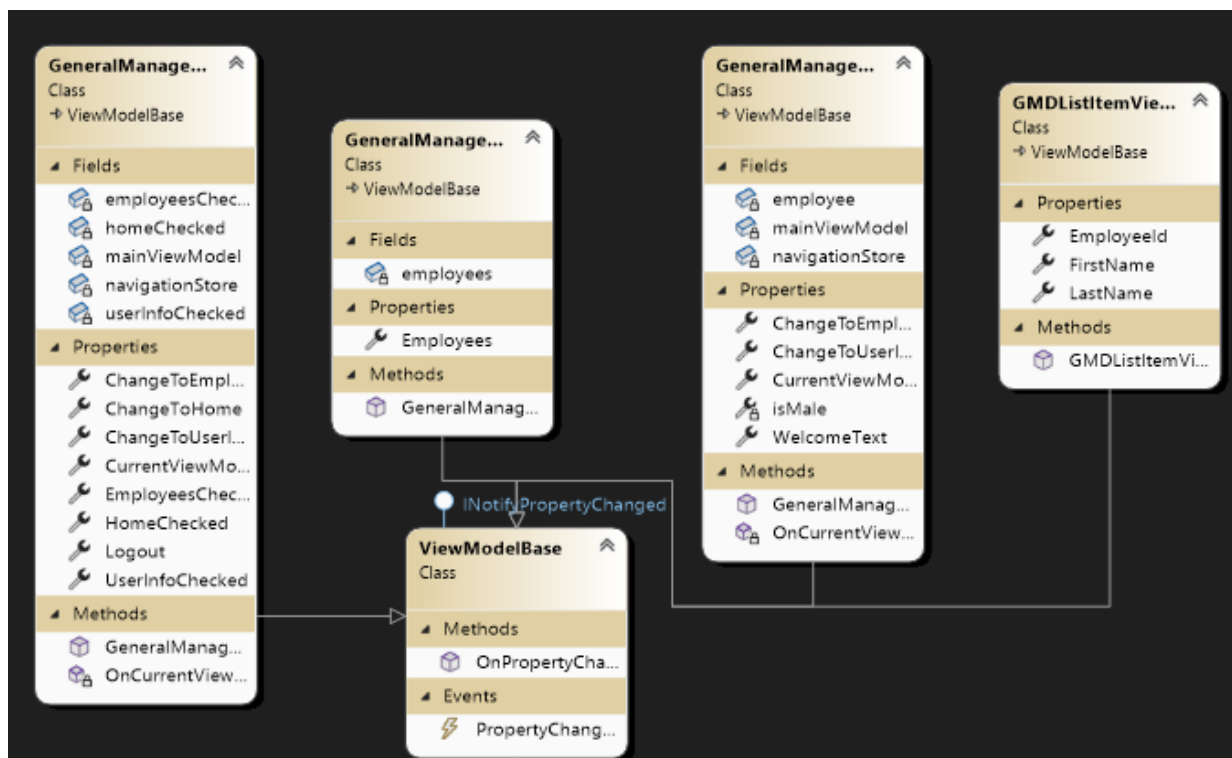 GeneralManage...
Class
ViewModelBase
Fields
employeesChec...
homeChecked
mainViewModel
navigationStore
userInfoChecked
Properties
ChangeToEmpl...
ChangeToHome
ChangeToUserI...
CurrentViewMo...
EmployeesChec...
HomeChecked
Logout
UserInfoChecked
Methods
GeneralManag...
OnCurrentView...
GeneralManage...
Class
ViewModelBase
Fields
employees
Properties
Employees
Methods
GeneralManag...
INotifyPropertyChanged
ViewModelBase
Class
Methods
OnPropertyCha...
Events
PropertyChang...
GeneralManage...
Class
ViewModelBase
Fields
employee
mainViewModel
navigationStore
Properties
ChangeToEmpl...
ChangeToUserI...
CurrentViewMo...
isMale
WelcomeText
Methods
GeneralManag...
OnCurrentView...
GMDListItemVie...
Class
ViewModelBase
Properties
EmployeeId
FirstName
LastName
Methods
GMDListItemVi...